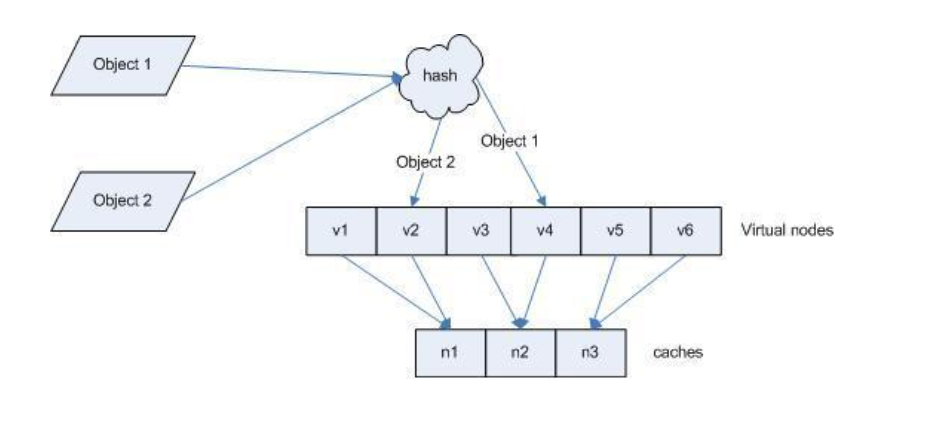 Object 1
hash
Object 1
Object 2
Object 2
v1 v2 v3 v4 v5 v6 Virtual nodes
n1 n2 n3 caches